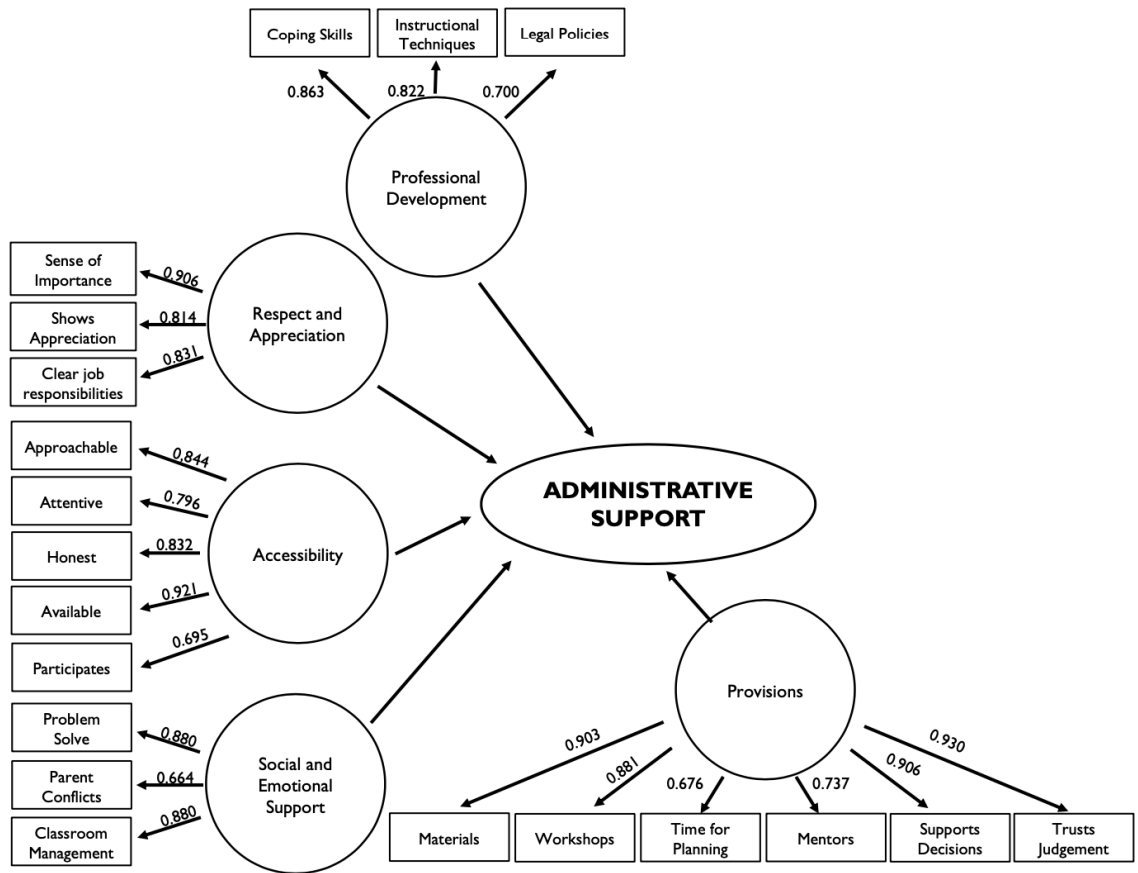 Coping Skills
Instructional
Techniques
Legal Policies
0.863
0.822
0.700
Professional
Development
Sense of
Importance
0.906
Shows
Appreciation
0.814
Clear job
responsibilities
0.831
Respect and
Appreciation
Approachable
0.844
Attentive
0.796
Honest
0.832
Available
0.921
Participates
0.695
Accessibility
ADMINISTRATIVE
SUPPORT
Problem
Solve
0.880
Parent
Conflicts
0.664
Classroom
Management
0.880
Social and
Emotional
Support
Provisions
0.903
0.881
0.676
0.737
0.906
0.930
Materials
Workshops
Time for
Planning
Mentors
Supports
Decisions
Trusts
Judgement